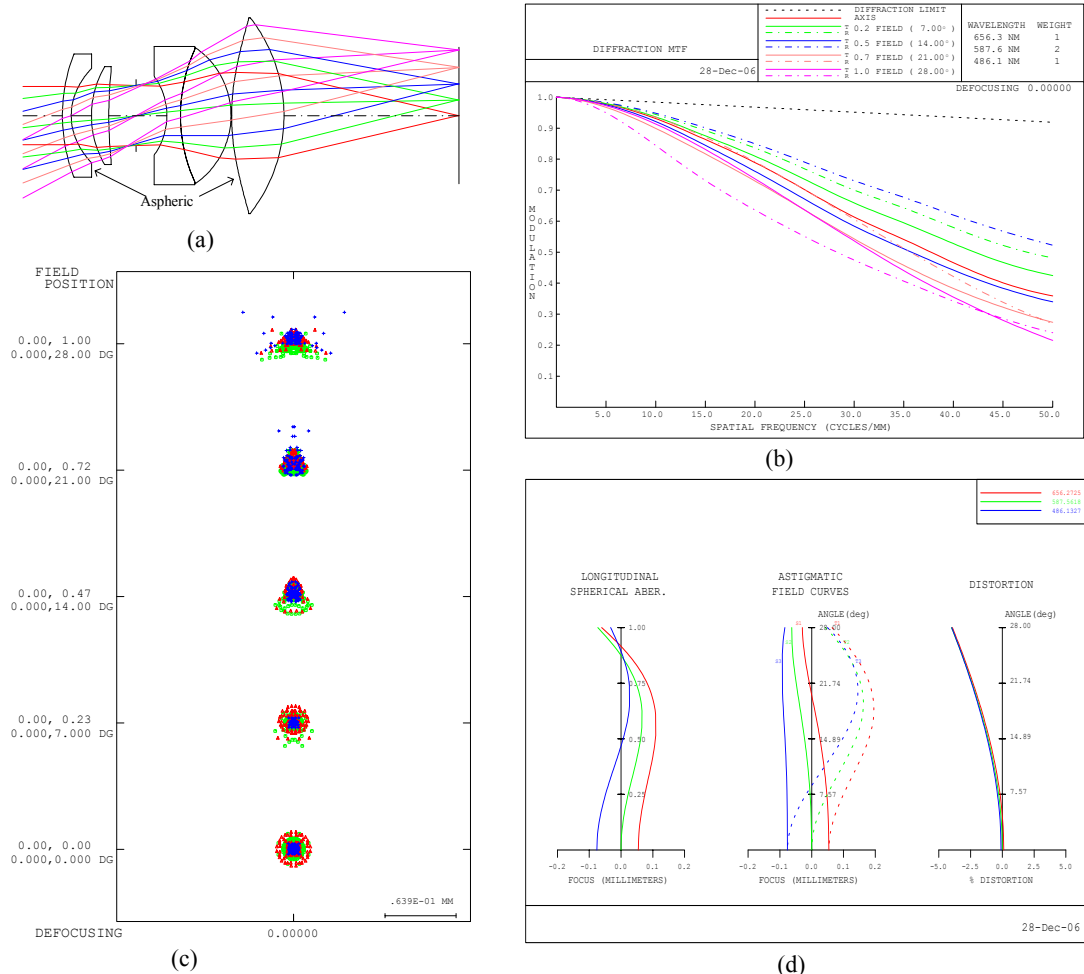 Aspheric
(a)
DIFFRACTION MTF
28-Dec-06
DIFFRACTION LIMIT
AXIS
T
R 0.2 FIELD ( 7.00°)
T
R 0.5 FIELD (14.00°)
T
R 0.7 FIELD (21.00°)
T
R 1.0 FIELD (28.00°)
WAVELENGTH WEIGHT
656.3 NM 1
587.6 NM 2
486.1 NM 1
DEFOCUSING 0.00000
1.0
0.9
0.8
0.7
0.6
0.5
0.4
0.3
0.2
0.1
MODULATION
5.0 10.0 15.0 20.0 25.0 30.0 35.0 40.0 45.0 50.0
SPATIAL FREQUENCY (CYCLES/MM)
(b)
FIELD
POSITION
0.00, 1.00
0.000,28.00 DG
0.00, 0.72
0.000,21.00 DG
0.00, 0.47
0.000,14.00 DG
0.00, 0.23
0.000,7.000 DG
0.00, 0.00
0.000,0.000 DG
.639E-01 MM
DEFOCUSING 0.00000
(c)
656.2725
587.5618
486.1327
LONGITUDINAL
SPHERICAL ABER.
1.00
0.75
0.50
0.25
-0.2 -0.1 0.0 0.1 0.2
FOCUS (MILLIMETERS)
ASTIGMATIC
FIELD CURVES
ANGLE(deg)
28.00
21.74
14.89
7.57
-0.2 -0.1 0.0 0.1 0.2
FOCUS (MILLIMETERS)
DISTORTION
ANGLE(deg)
28.00
21.74
14.89
7.57
-5.0 -2.5 0.0 2.5 5.0
% DISTORTION
28-Dec-06
(d)